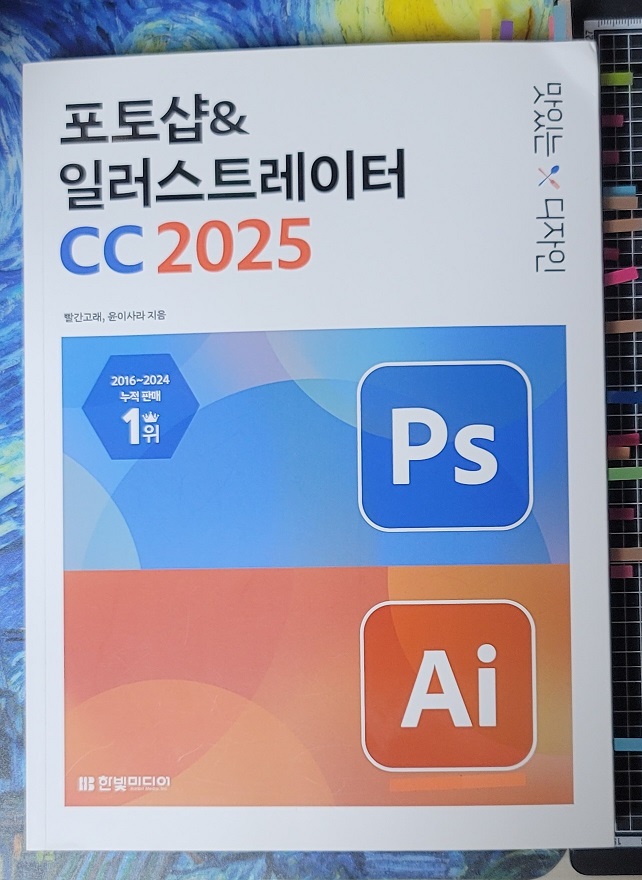 포토샵&
일러스트레이터
CC 2025
맛있는 디자인
빨간고래, 윤이사라 지음
2016~2024
누적 판매
1위
Ps
Ai
한빛미디어